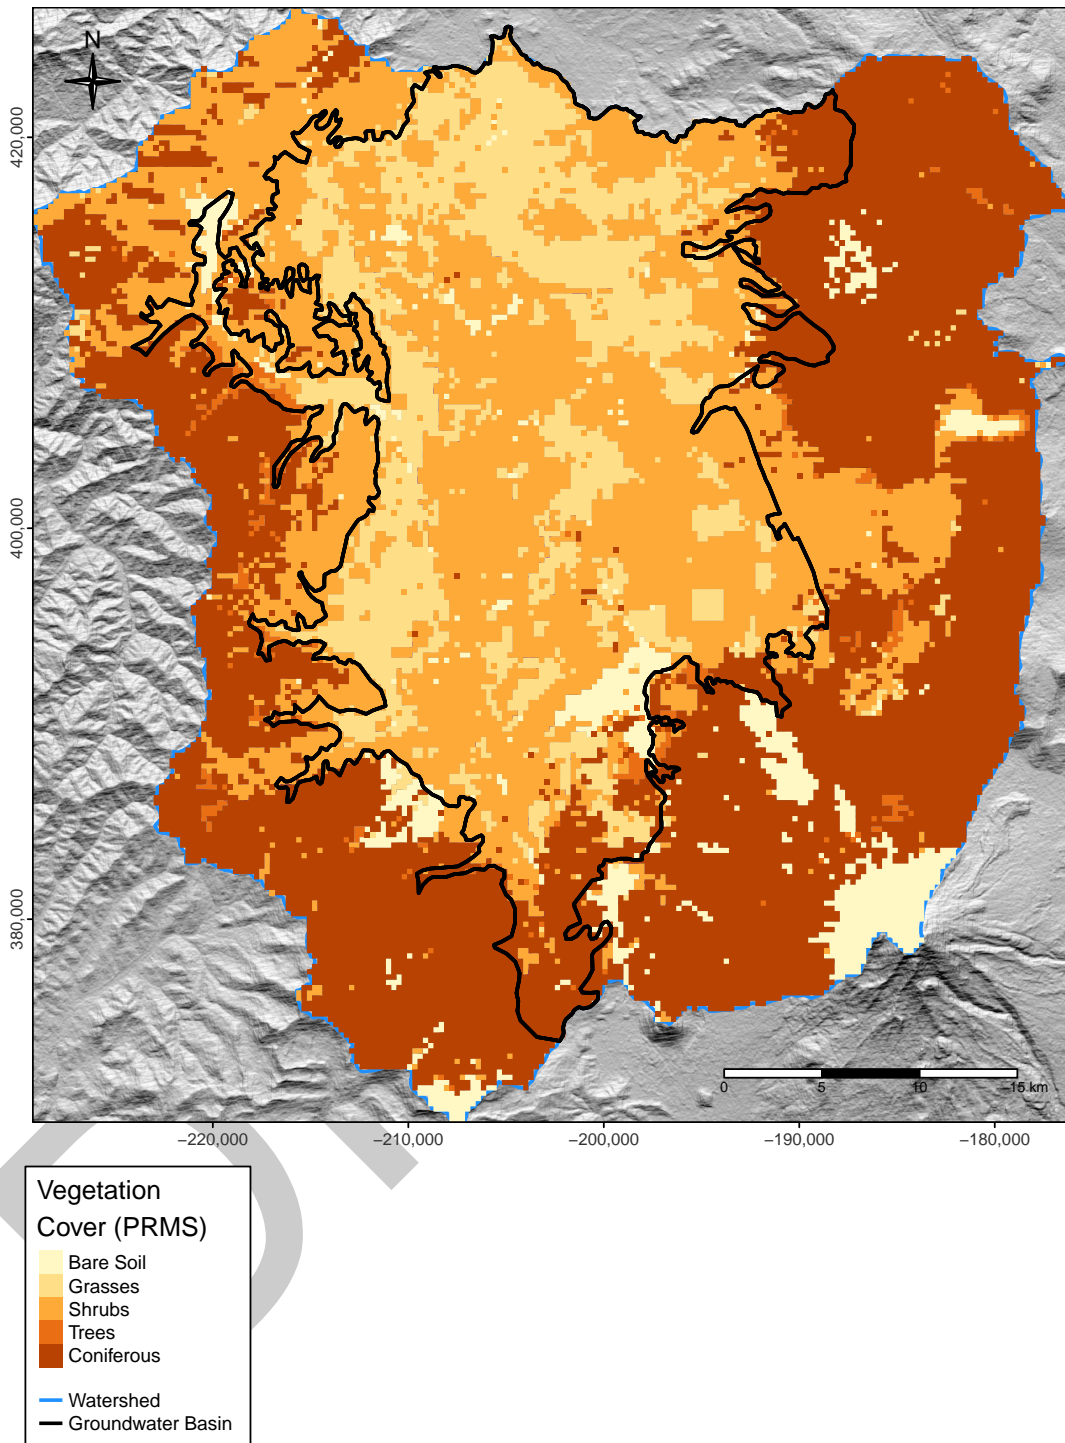 N
420,000
400,000
380,000
0 5 10 15 km
−220,000 −210,000 −200,000 −190,000 −180,000
Vegetation
Cover (PRMS)
Bare Soil
Grasses
Shrubs
Trees
Coniferous
Watershed
Groundwater Basin